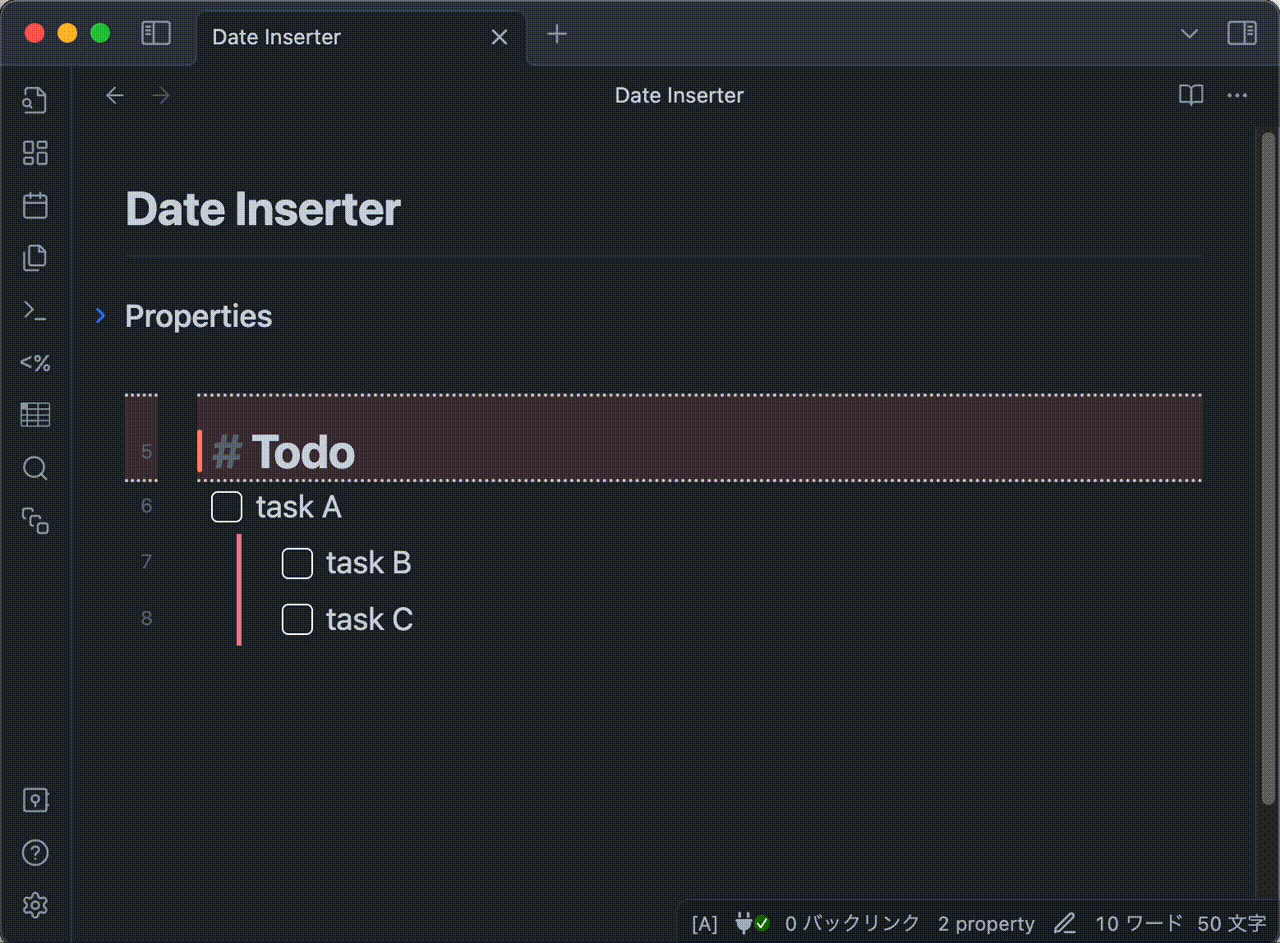 Date Inserter
Date Inserter
Date Inserter
Properties
<%
5 # Todo
6 task A
7 task B
8 task C
[A] 0 バックリンク 2 property 10 ワード 50 文字